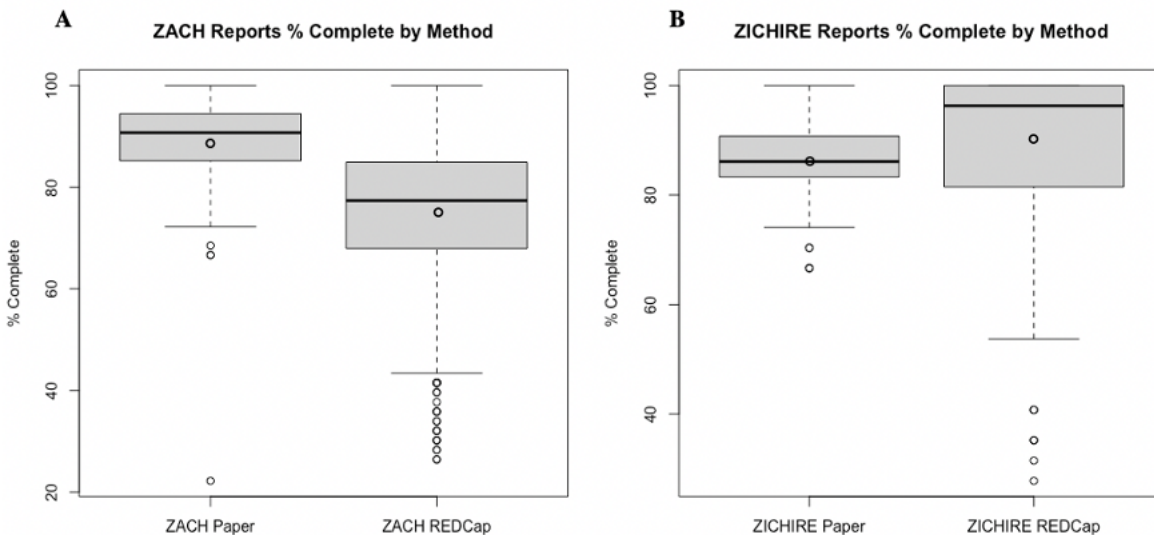 A
ZACH Reports % Complete by Method
% Complete
100
80
60
40
20
ZACH Paper
ZACH REDCap
B
ZICHIRE Reports % Complete by Method
% Complete
100
80
60
40
ZICHIRE Paper
ZICHIRE REDCap